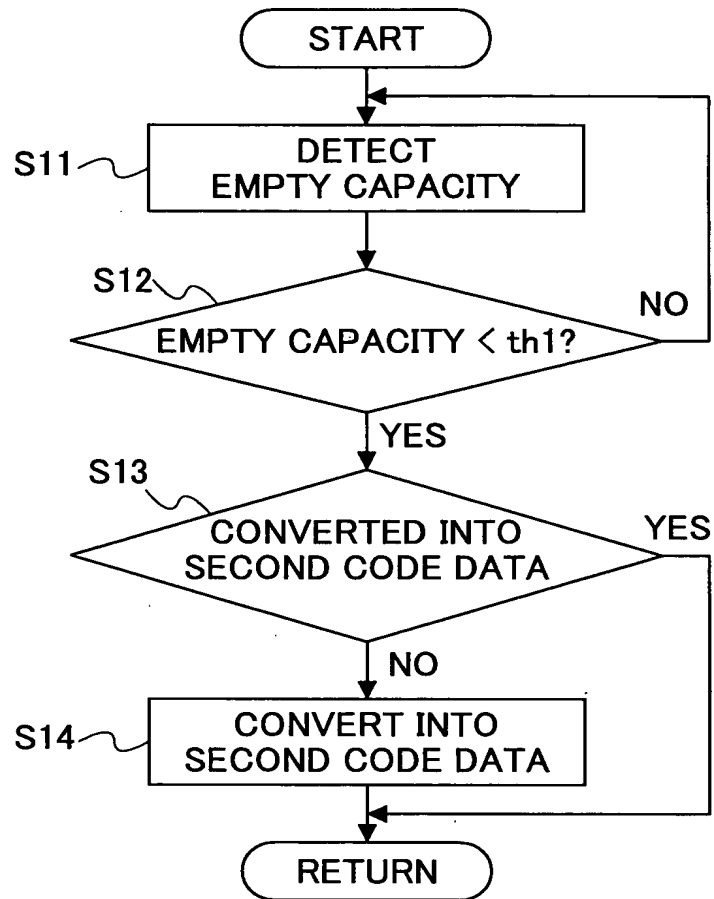 START
S11
DETECT
EMPTY CAPACITY
S12
NO
EMPTY CAPACITY < th1?
YES
S13
CONVERTED INTO
SECOND CODE DATA
YES
NO
S14
CONVERT INTO
SECOND CODE DATA
RETURN